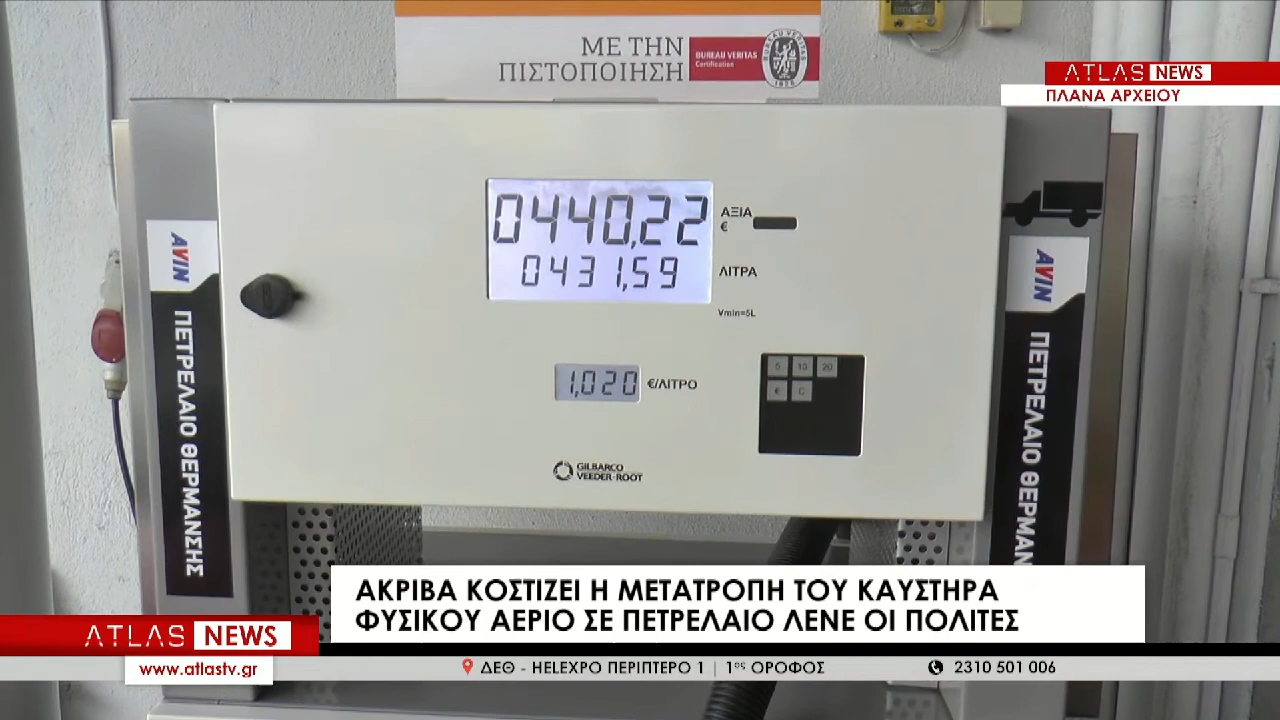 ΜΕ ΤΗΝ
ΠΙΣΤΟΠΟΙΗΣΗ
BUREAU VERITAS
Certification
BUREAU VERITAS
1828
ATLAS NEWS
ΠΛΑΝΑ ΑΡΧΕΙΟΥ
0440,22
ΑΞΙΑ
€
0431,59
ΛΙΤΡΑ
Vmin=5L
1,020
€/ΛΙΤΡΟ
5 10 20
€ C
GILBARCO
VEEDER-ROOT
AVIN
ΠΕΤΡΕΛΑΙΟ ΘΕΡΜΑΝΣΗΣ
AVIN
ΠΕΤΡΕΛΑΙΟ ΘΕΡΜΑΝ
ΑΚΡΙΒΑ ΚΟΣΤΙΖΕΙ Η ΜΕΤΑΤΡΟΠΗ ΤΟΥ ΚΑΥΣΤΗΡΑ
ΦΥΣΙΚΟΥ ΑΕΡΙΟ ΣΕ ΠΕΤΡΕΛΑΙΟ ΛΕΝΕ ΟΙ ΠΟΛΙΤΕΣ
ATLAS NEWS
www.atlastv.gr
ΔΕΘ - HELEXPO ΠΕΡΙΠΤΕΡΟ 1 | 1ος ΟΡΟΦΟΣ
2310 501 006